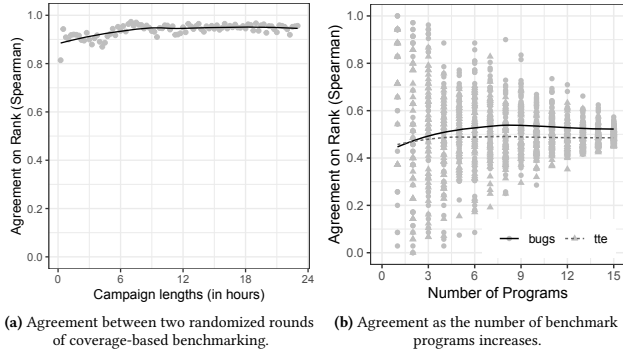 Agreement on Rank (Spearman)
1.0
0.8
0.6
0.4
0.2
0.0
0
6
12
18
24
Campaign lengths (in hours)
(a) Agreement between two randomized rounds
of coverage-based benchmarking.
Agreement on Rank (Spearman)
1.0
0.8
0.6
0.4
0.2
0.0
bugs
tte
0
3
6
9
12
15
Number of Programs
(b) Agreement as the number of benchmark
programs increases.